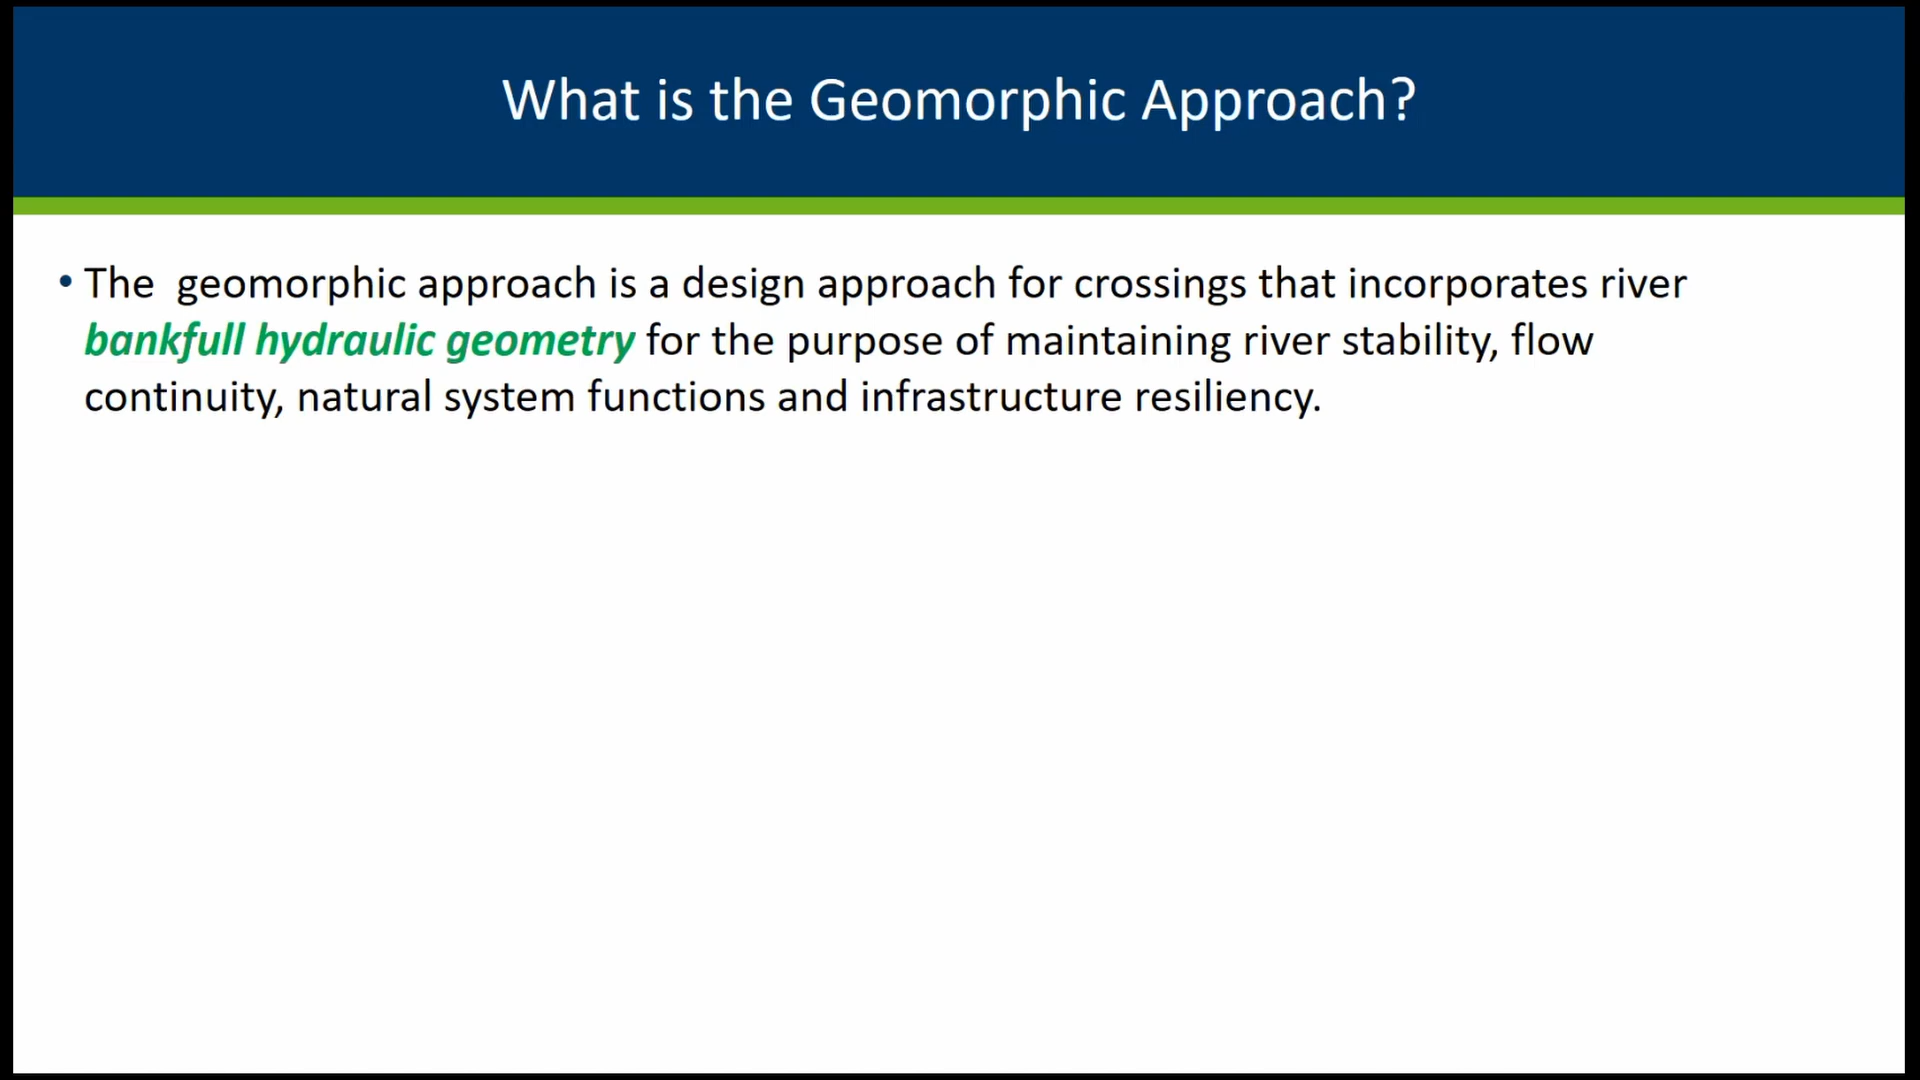 What is the Geomorphic Approach?
• The  geomorphic approach is a design approach for crossings that incorporates river
bankfull hydraulic geometry for the purpose of maintaining river stability, flow
continuity, natural system functions and infrastructure resiliency.